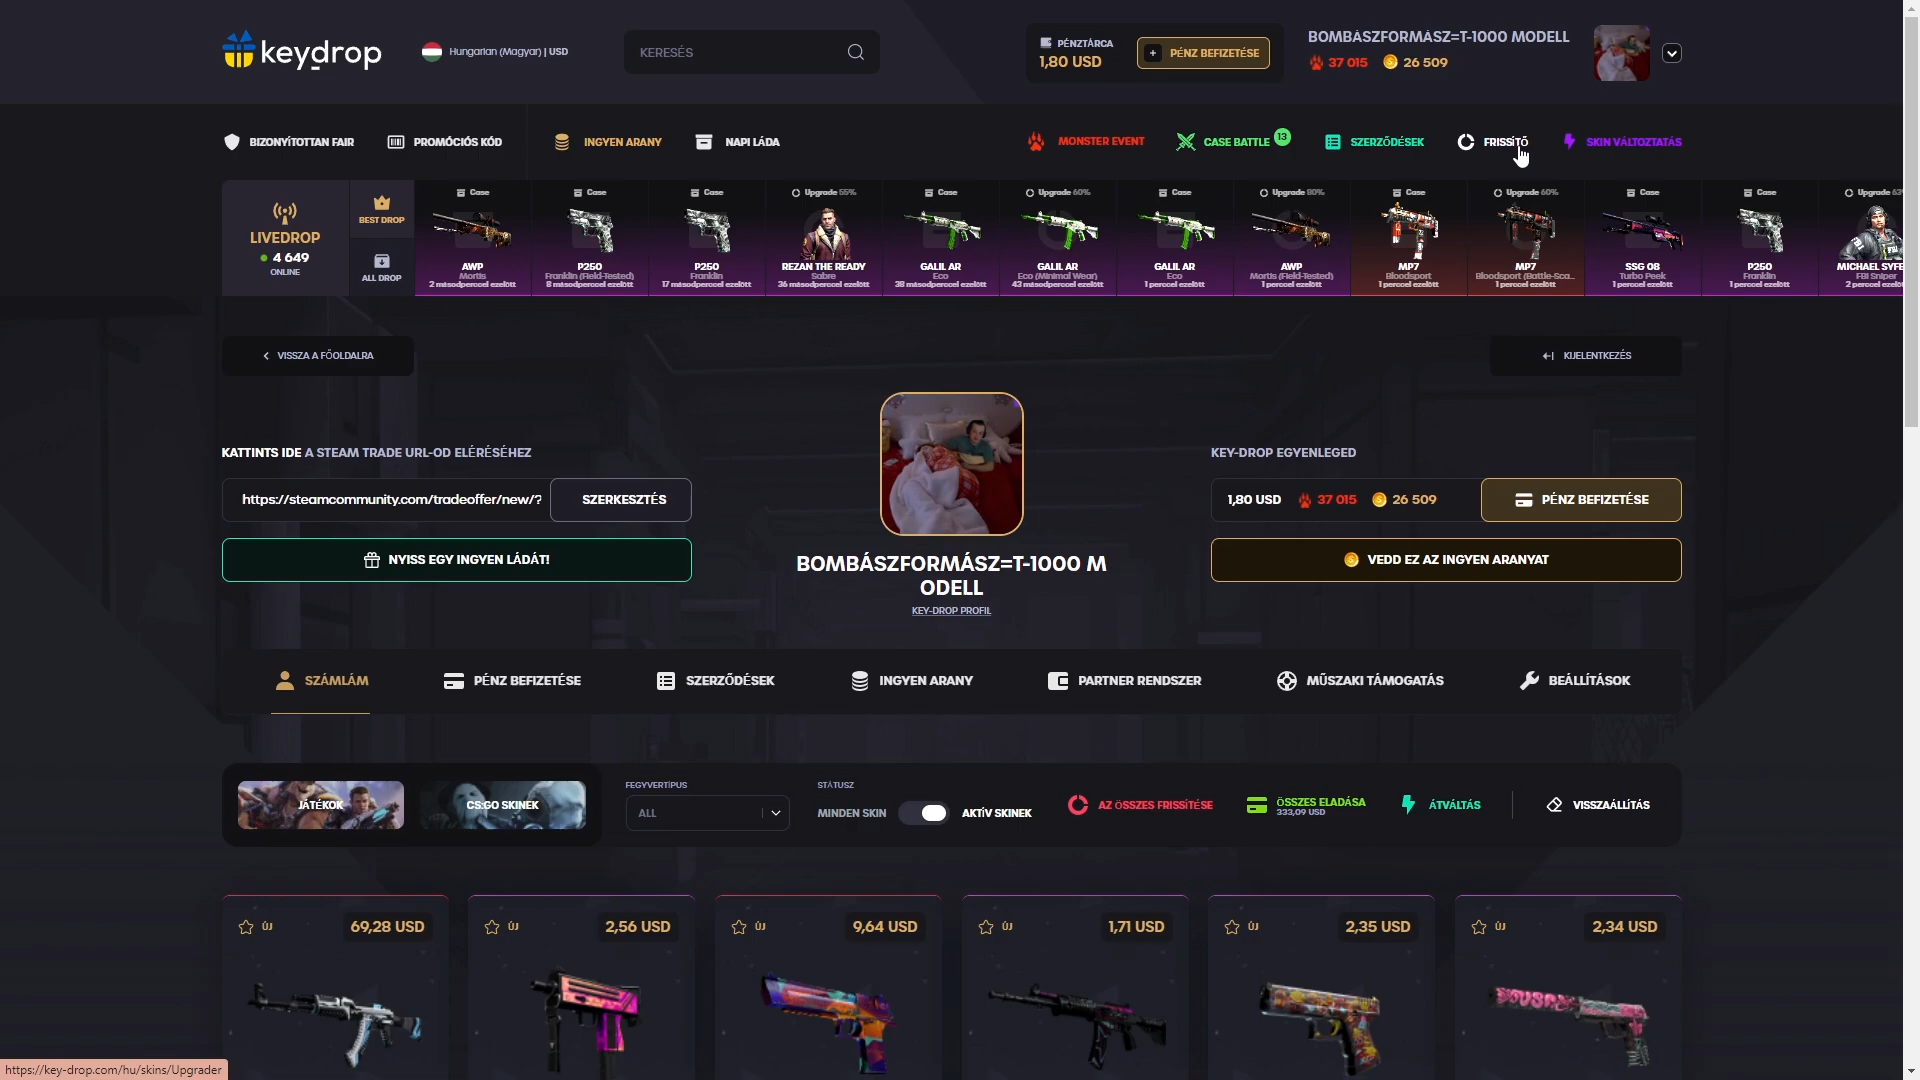 keydrop
Hungarian (Magyar) | USD
KERESÉS
PÉNZTÁRCA
1,80 USD
+ PÉNZ BEFIZETÉSE
BOMBÁSZFORMÁSZ=T-1000 MODELL
37 015
26 509
BIZONYÍTOTTAN FAIR
PROMÓCIÓS KÓD
INGYEN ARANY
NAPI LÁDA
MONSTER EVENT
CASE BATTLE
13
SZERZŐDÉSEK
FRISSÍTŐ
SKIN VÁLTOZTATÁS
LIVEDROP
4 649
ONLINE
BEST DROP
ALL DROP
Case
AWP
Mortis
2 másodperccel ezelőtt
Case
P250
Franklin (Field-Tested)
8 másodperccel ezelőtt
Case
P250
Franklin
17 másodperccel ezelőtt
Upgrade 55%
REZAN THE READY
Sabre
36 másodperccel ezelőtt
Case
GALIL AR
Eco
38 másodperccel ezelőtt
Upgrade 60%
GALIL AR
Eco (Minimal Wear)
43 másodperccel ezelőtt
Case
GALIL AR
Eco
1 perccel ezelőtt
Upgrade 80%
AWP
Mortis (Field-Tested)
1 perccel ezelőtt
Case
MP7
Bloodsport
1 perccel ezelőtt
Upgrade 60%
MP7
Bloodsport (Battle-Sca...
1 perccel ezelőtt
Case
SSG 08
Turbo Peek
1 perccel ezelőtt
Case
P250
Franklin
1 perccel ezelőtt
Upgrade 63
MICHAEL SYFE
FBI Sniper
2 perccel ezelőt
VISSZA A FŐOLDALRA
KIJELENTKEZÉS
KATTINTS IDE A STEAM TRADE URL-OD ELÉRÉSÉHEZ
https://steamcommunity.com/tradeoffer/new/?
SZERKESZTÉS
NYISS EGY INGYEN LÁDÁT!
BOMBÁSZFORMÁSZ=T-1000 M
ODELL
KEY-DROP PROFIL
KEY-DROP EGYENLEGED
1,80 USD
37 015
26 509
PÉNZ BEFIZETÉSE
VEDD EZ AZ INGYEN ARANYAT
SZÁMLÁM
PÉNZ BEFIZETÉSE
SZERZŐDÉSEK
INGYEN ARANY
PARTNER RENDSZER
MŰSZAKI TÁMOGATÁS
BEÁLLÍTÁSOK
JÁTÉKOK
CS:GO SKINEK
FEGYVERTÍPUS
ALL
STÁTUSZ
MINDEN SKIN
AKTÍV SKINEK
AZ ÖSSZES FRISSÍTÉSE
ÖSSZES ELADÁSA
333,09 USD
ÁTVÁLTÁS
VISSZAÁLLÍTÁS
ÚJ
69,28 USD
ÚJ
2,56 USD
ÚJ
9,64 USD
ÚJ
1,71 USD
ÚJ
2,35 USD
ÚJ
2,34 USD
https://key-drop.com/hu/skins/Upgrader